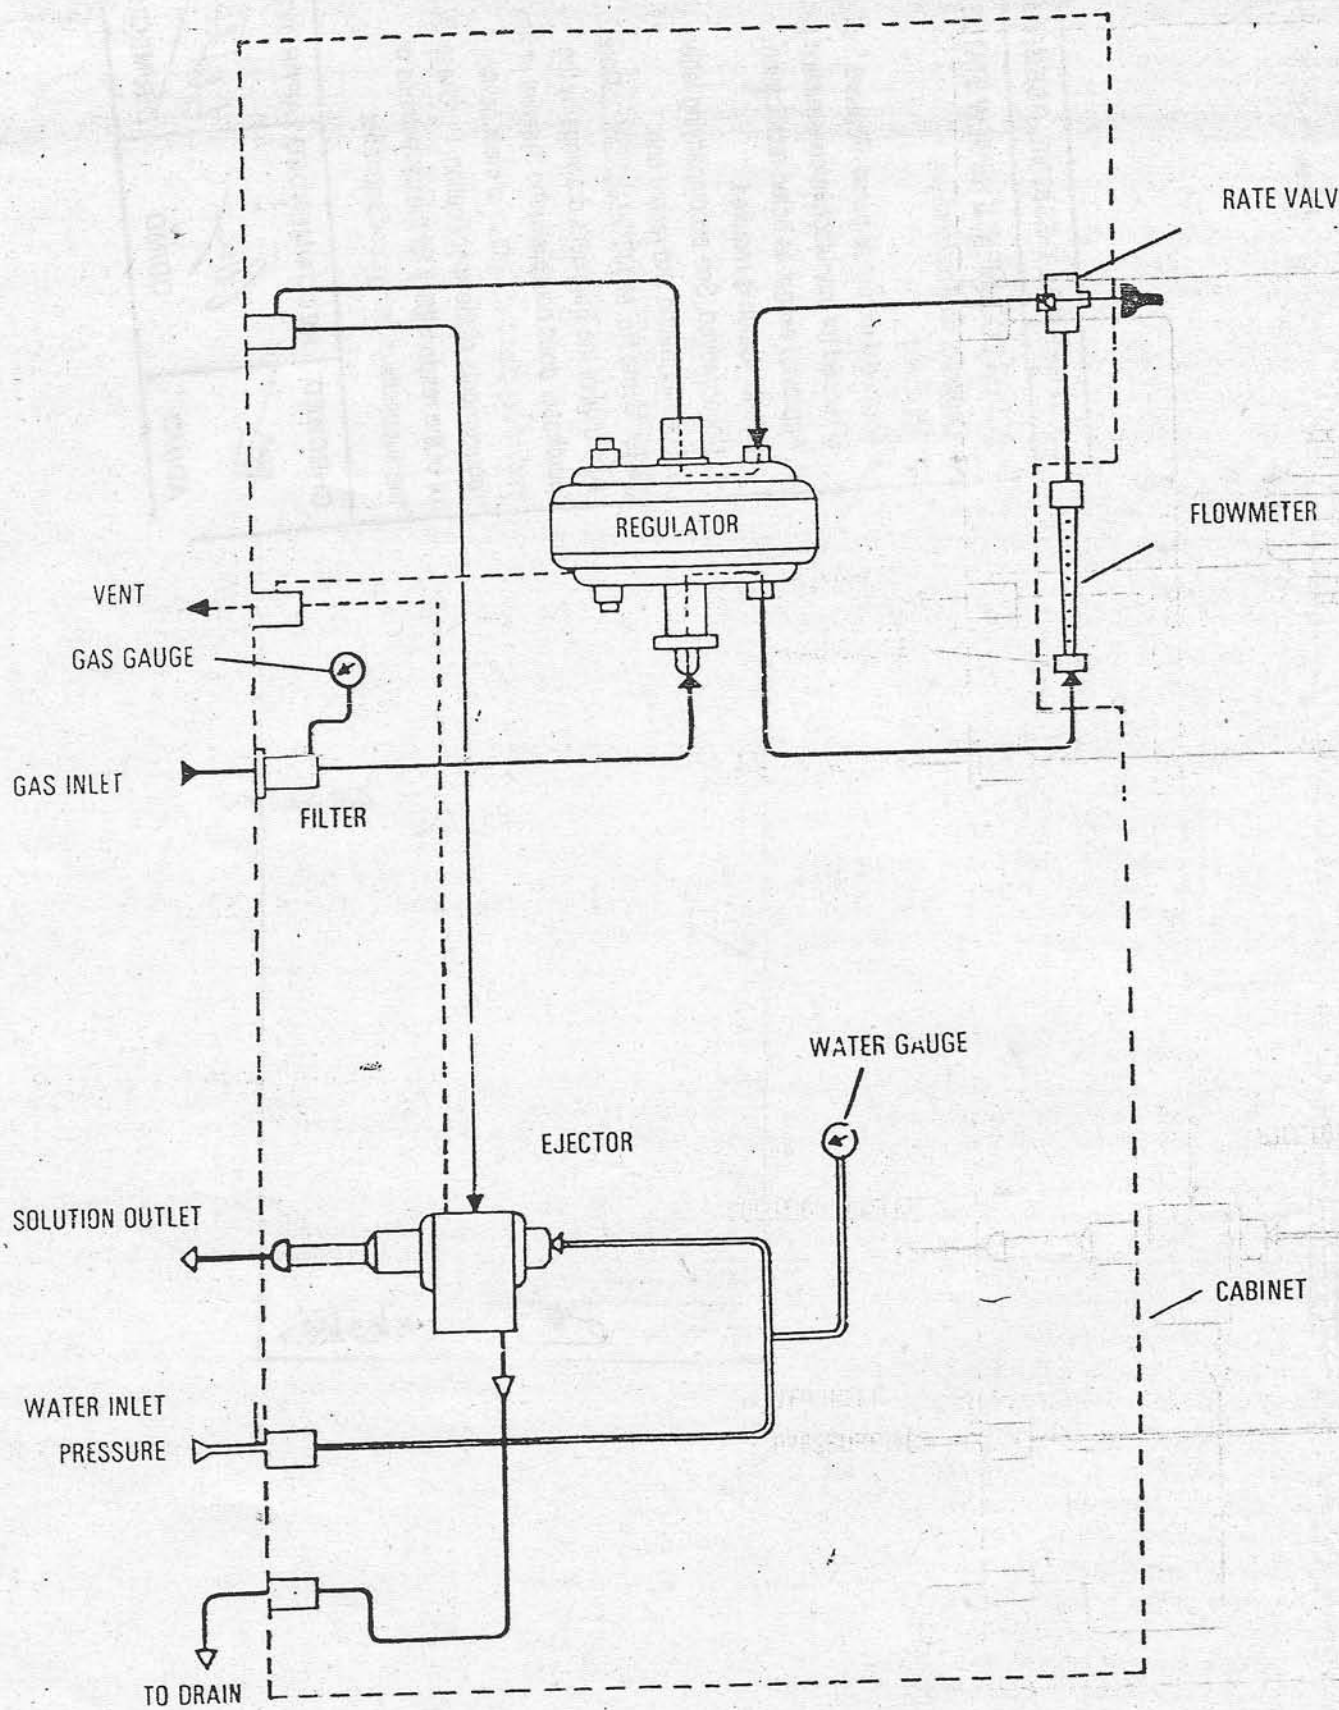 RATE VALV
REGULATOR
FLOWMETER
VENT
GAS GAUGE
GAS INLET
FILTER
WATER GAUGE
EJECTOR
SOLUTION OUTLET
CABINET
WATER INLET
PRESSURE
TO DRAIN